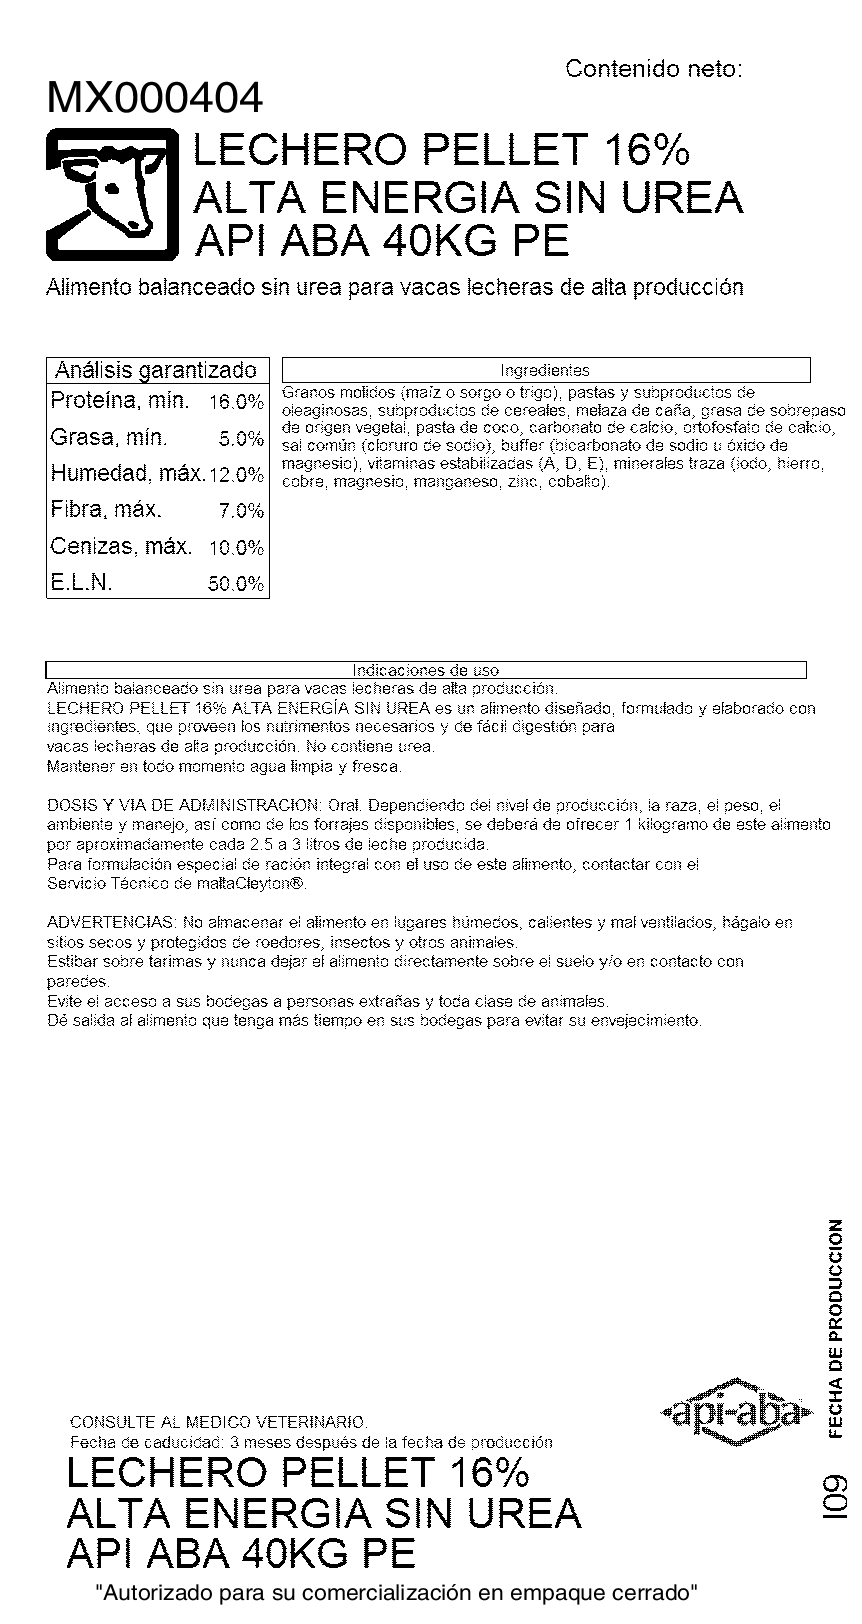 Contenido neto:
MX000404
LECHERO PELLET 16%
ALTA ENERGIA SIN UREA
API ABA 40KG PE
Alimento balanceado sin urea para vacas lecheras de alta producción
Análisis garantizado
Proteína, mín. 16.0%
Grasa, mín. 5.0%
Humedad, máx. 12.0%
Fibra, máx. 7.0%
Cenizas, máx. 10.0%
E.L.N. 50.0%
Ingredientes
Granos molidos (maíz o sorgo o trigo), pastas y subproductos de
oleaginosas, subproductos de cereales, melaza de caña, grasa de sobrepaso
de origen vegetal, pasta de coco, carbonato de calcio, ortofosfato de calcio,
sal común (cloruro de sodio), buffer (bicarbonato de sodio u óxido de
magnesio), vitaminas estabilizadas (A, D, E), minerales traza (iodo, hierro,
cobre, magnesio, manganeso, zinc, cobalto).
Indicaciones de uso
Alimento balanceado sin urea para vacas lecheras de alta producción.
LECHERO PELLET 16% ALTA ENERGÍA SIN UREA es un alimento diseñado, formulado y elaborado con
ingredientes, que proveen los nutrimentos necesarios y de fácil digestión para
vacas lecheras de alta producción. No contiene urea.
Mantener en todo momento agua limpia y fresca.
DOSIS Y VIA DE ADMINISTRACION: Oral. Dependiendo del nivel de producción, la raza, el peso, el
ambiente y manejo, así como de los forrajes disponibles, se deberá de ofrecer 1 kilogramo de este alimento
por aproximadamente cada 2.5 a 3 litros de leche producida.
Para formulación especial de ración integral con el uso de este alimento, contactar con el
Servicio Técnico de maltaCleyton®.
ADVERTENCIAS: No almacenar el alimento en lugares húmedos, calientes y mal ventilados, hágalo en
sitios secos y protegidos de roedores, insectos y otros animales.
Estibar sobre tarimas y nunca dejar el alimento directamente sobre el suelo y/o en contacto con
paredes.
Evite el acceso a sus bodegas a personas extrañas y toda clase de animales.
Dé salida al alimento que tenga más tiempo en sus bodegas para evitar su envejecimiento.
FECHA DE PRODUCCION
I09
api-aba
CONSULTE AL MEDICO VETERINARIO.
Fecha de caducidad: 3 meses después de la fecha de producción
LECHERO PELLET 16%
ALTA ENERGIA SIN UREA
API ABA 40KG PE
"Autorizado para su comercialización en empaque cerrado"